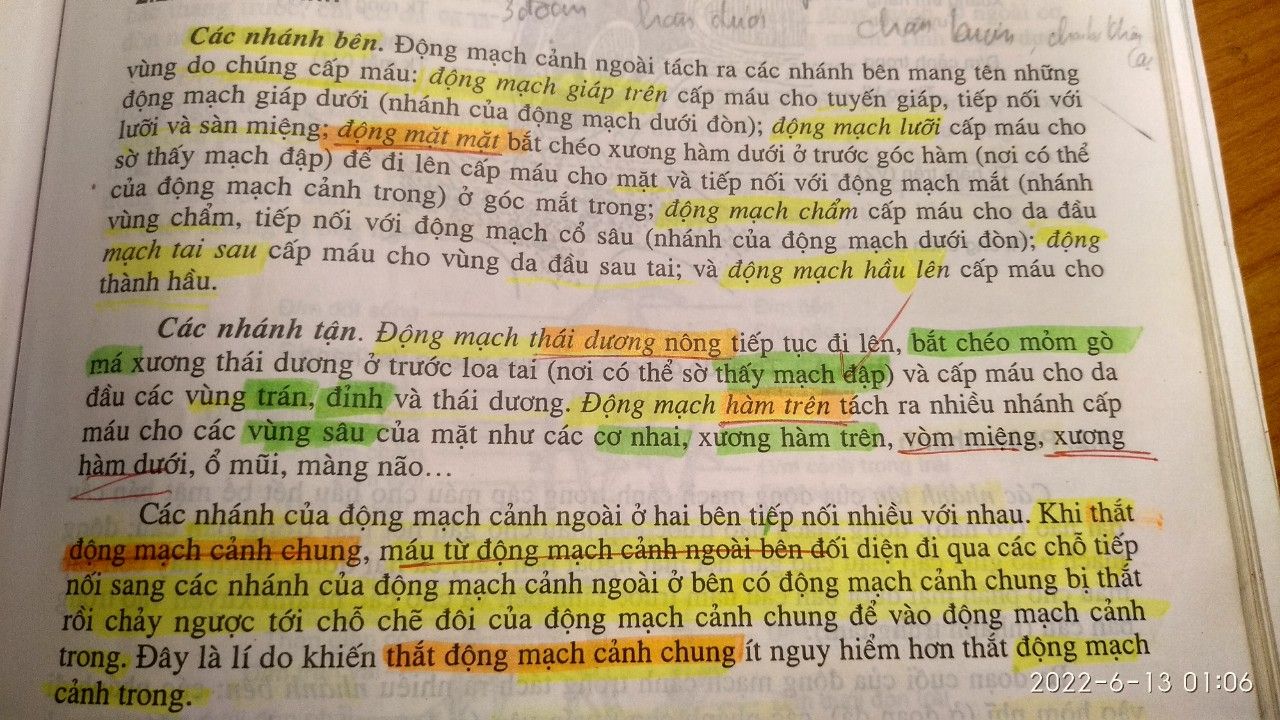 3 đoạn
Các nhánh bên. Động mạch cảnh ngoài tách ra các nhánh bên mang tên những
vùng do chúng cấp máu: động mạch giáp trên cấp máu cho tuyến giáp, tiếp nối với
động mạch giáp dưới (nhánh của động mạch dưới đòn); động mạch lưỡi cấp máu cho
lưỡi và sàn miệng; động mặt mặt bắt chéo xương hàm dưới ở trước góc hàm (nơi có thể
sờ thấy mạch đập) để đi lên cấp máu cho mặt và tiếp nối với động mạch mắt (nhánh
của động mạch cảnh trong) ở góc mắt trong; động mạch chẩm cấp máu cho da đầu
vùng chẩm, tiếp nối với động mạch cổ sâu (nhánh của động mạch dưới đòn); động
mạch tai sau cấp máu cho vùng da đầu sau tai; và động mạch hầu lên cấp máu cho
thành hầu.
Các nhánh tận. Động mạch thái dương nông tiếp tục đi lên, bắt chéo mỏm gò
má xương thái dương ở trước loa tai (nơi có thể sờ thấy mạch đập) và cấp máu cho da
đầu các vùng trán, đỉnh và thái dương. Động mạch hàm trên tách ra nhiều nhánh cấp
máu cho các vùng sâu của mặt như các cơ nhai, xương hàm trên, vòm miệng, xương
hàm dưới, ổ mũi, màng não...
Các nhánh của động mạch cảnh ngoài ở hai bên tiếp nối nhiều với nhau. Khi thắt
động mạch cảnh chung, máu từ động mạch cảnh ngoài bên đối diện đi qua các chỗ tiếp
nối sang các nhánh của động mạch cảnh ngoài ở bên có động mạch cảnh chung bị thắt
rồi chảy ngược tới chỗ chẽ đôi của động mạch cảnh chung để vào động mạch cảnh
trong. Đây là lí do khiến thắt động mạch cảnh chung ít nguy hiểm hơn thắt động mạch
cảnh trong.
2022-6-13 01:06